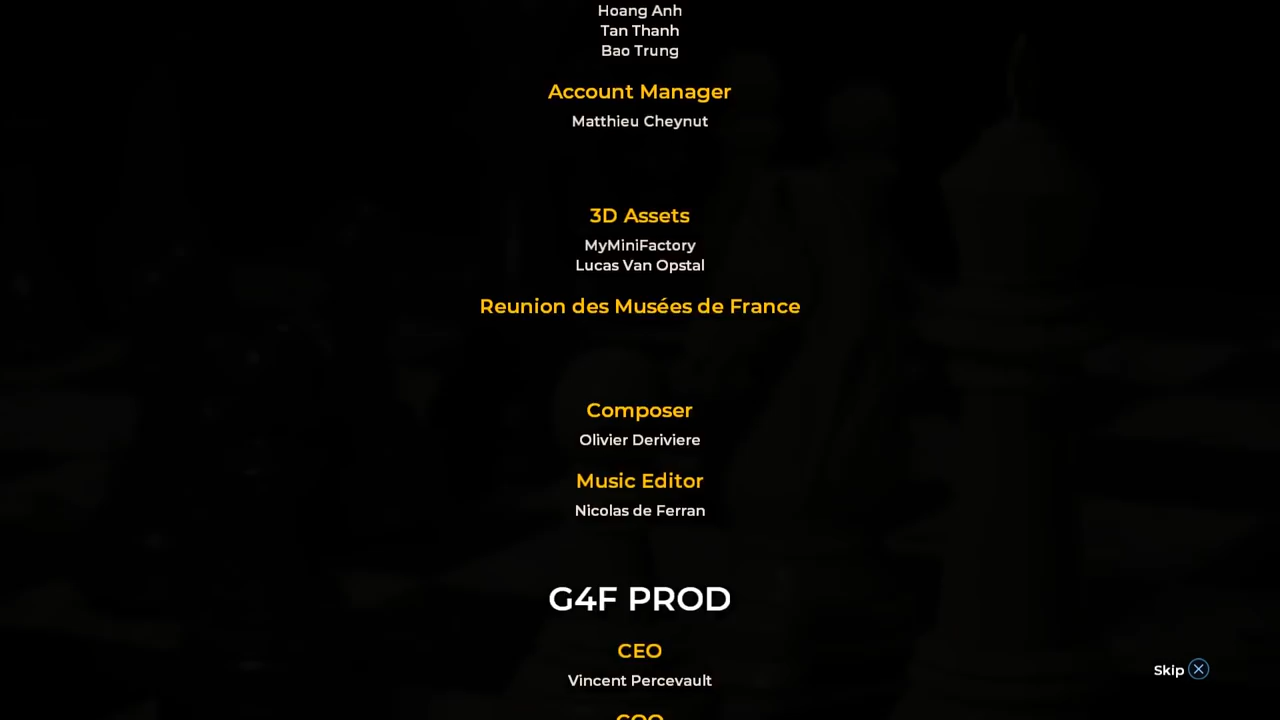 Hoang Anh
Tan Thanh
Bao Trung
Account Manager
Matthieu Cheynut
3D Assets
MyMiniFactory
Lucas Van Opstal
Reunion des Musées de France
Composer
Olivier Deriviere
Music Editor
Nicolas de Ferran
G4F PROD
CEO
Vincent Percevault
Skip
COO